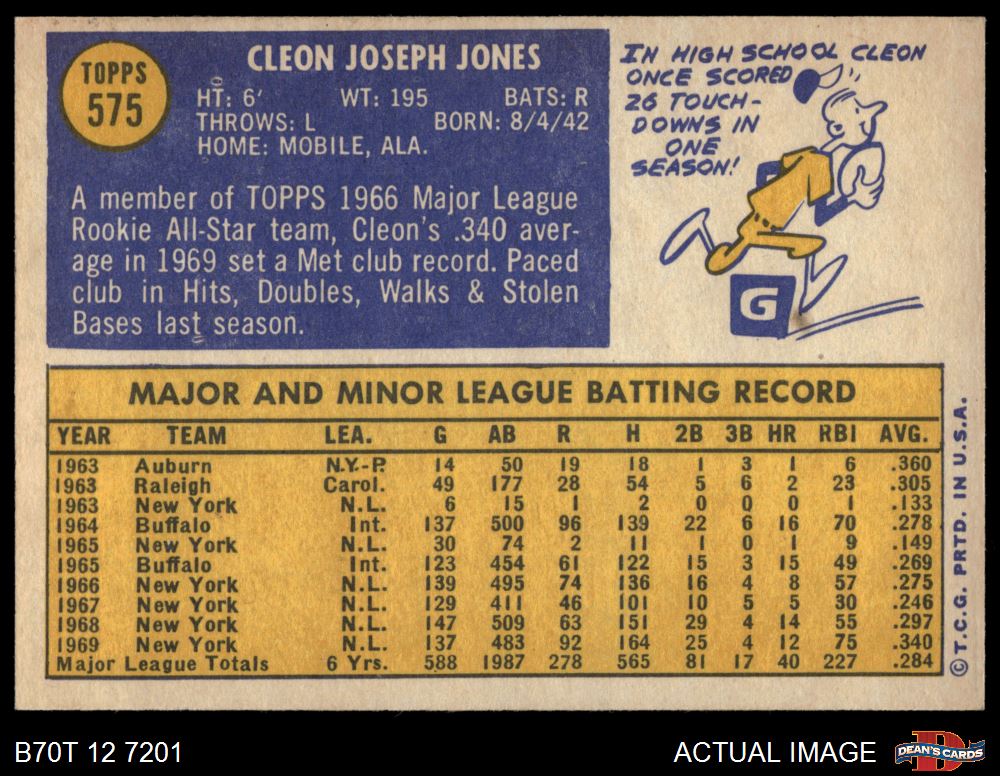 TOPPS
575
CLEON JOSEPH JONES
HT: 6' WT: 195 BATS: R
THROWS: L BORN: 8/4/42
HOME: MOBILE, ALA.
A member of TOPPS 1966 Major League
Rookie All-Star team, Cleon's .340 aver-
age in 1969 set a Met club record. Paced
club in Hits, Doubles, Walks & Stolen
Bases last season.
IN HIGH SCHOOL CLEON
ONCE SCORED
26 TOUCH-
DOWNS IN
ONE
SEASON!
G
MAJOR AND MINOR LEAGUE BATTING RECORD
YEAR TEAM LEA. G AB R H 2B 3B HR RBI AVG.
1963 Auburn N.Y.-P. 14 50 19 18 1 3 1 6 .360
1963 Raleigh Carol. 49 177 28 54 5 6 2 23 .305
1963 New York N.L. 6 15 1 2 0 0 0 1 .133
1964 Buffalo Int. 137 500 96 139 22 6 16 70 .278
1965 New York N.L. 30 74 2 11 1 0 1 9 .149
1965 Buffalo Int. 123 454 61 122 15 3 15 49 .269
1966 New York N.L. 139 495 74 136 16 4 8 57 .275
1967 New York N.L. 129 411 46 101 10 5 5 30 .246
1968 New York N.L. 147 509 63 151 29 4 14 55 .297
1969 New York N.L. 137 483 92 164 25 4 12 75 .340
Major League Totals 6 Yrs. 588 1987 278 565 81 17 40 227 .284
© T.C.G. PRTD. IN U.S.A.
B70T 12 7201
ACTUAL IMAGE
D
DEAN'S CARDS